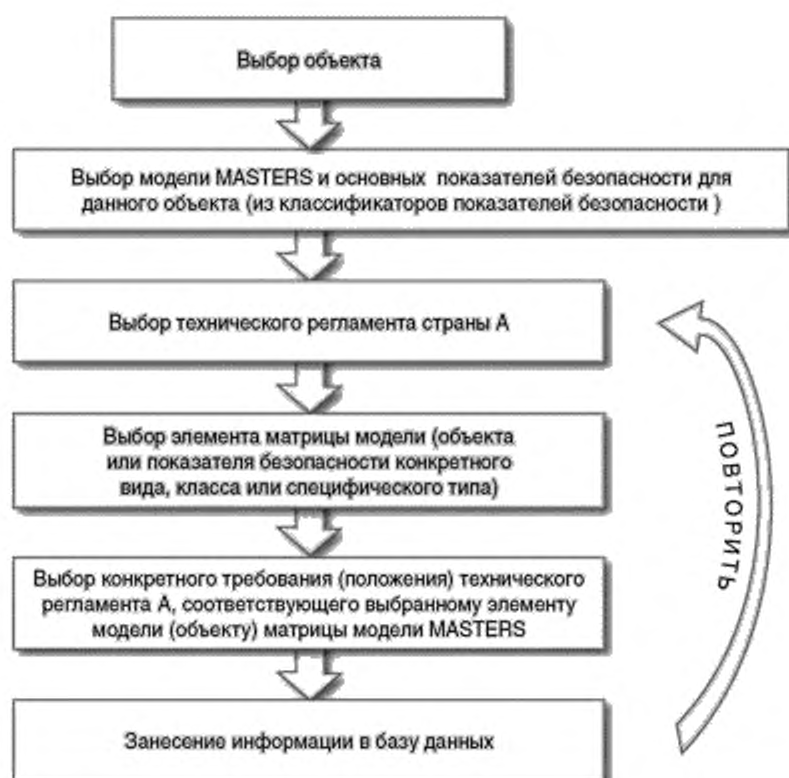 Выбор объекта
Выбор модели MASTERS и основных показателей безопасности для
данного объекта (из классификаторов показателей безопасности )
Выбор технического регламента страны А
Выбор элемента матрицы модели (объекта
или показателя безопасности конкретного
вида, класса или специфического типа)
Выбор конкретного требования (положения) технического
регламента А, соответствующего выбранному элементу
модели (объекту) матрицы модели MASTERS
Занесение информации в базу данных
ПОВТОРИТЬ